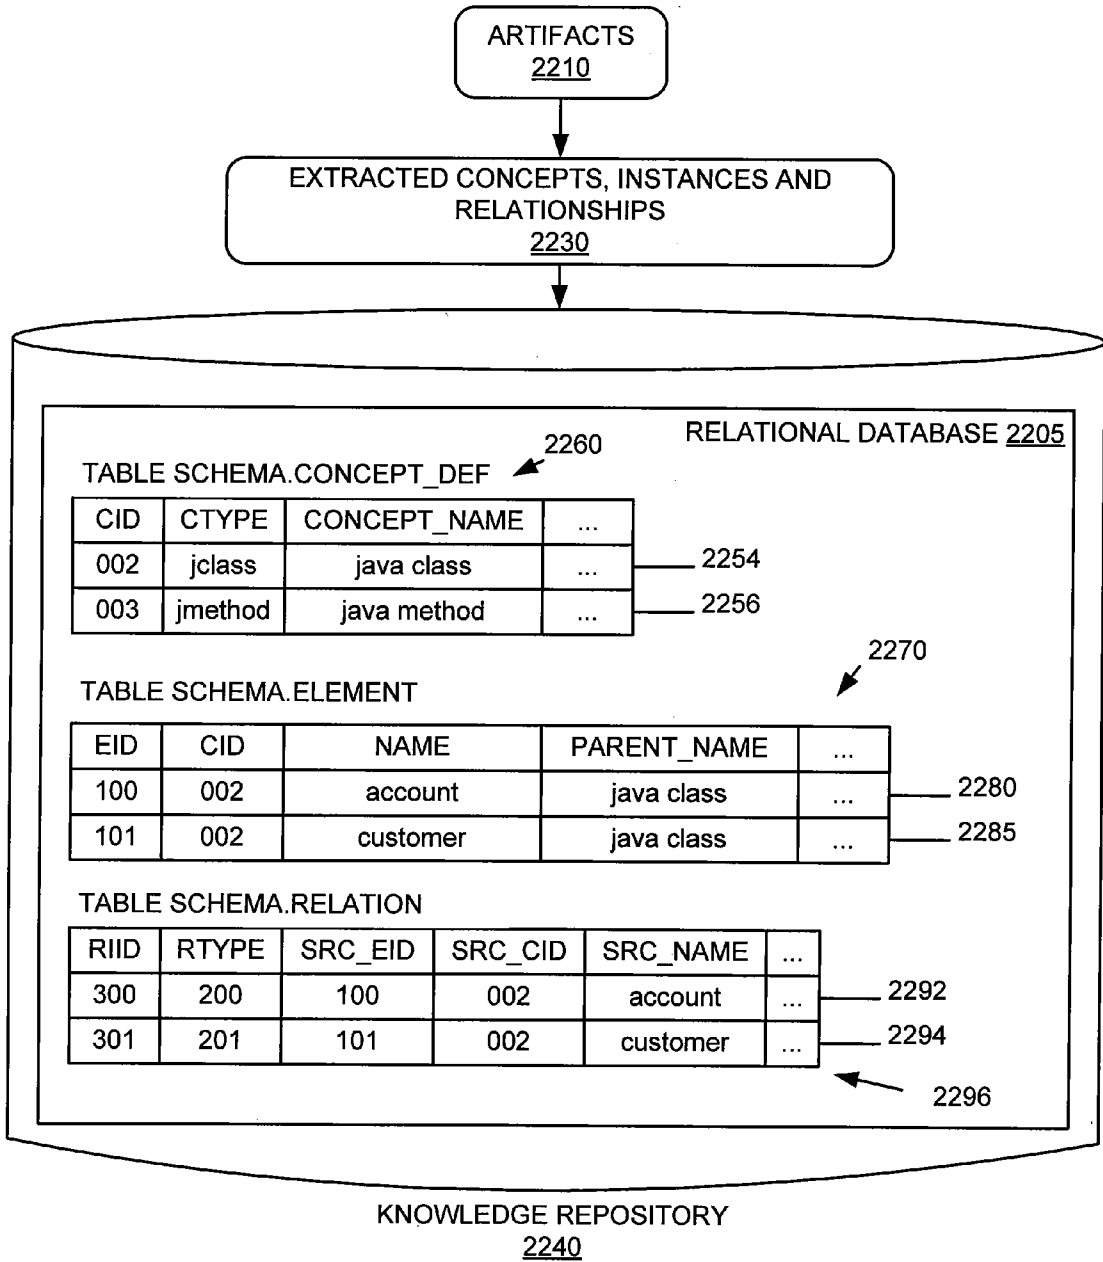 ARTIFACTS
2210
EXTRACTED CONCEPTS, INSTANCES AND
RELATIONSHIPS
2230
RELATIONAL DATABASE 2205
2260
TABLE SCHEMA.CONCEPT_DEF
CID CTYPE CONCEPT_NAME ...
002 jclass java class ... 2254
003 jmethod java method ... 2256
2270
TABLE SCHEMA.ELEMENT
EID CID NAME PARENT_NAME ...
100 002 account java class ... 2280
101 002 customer java class ... 2285
TABLE SCHEMA.RELATION
RIID RTYPE SRC_EID SRC_CID SRC_NAME ...
300 200 100 002 account ... 2292
301 201 101 002 customer ... 2294
2296
KNOWLEDGE REPOSITORY
2240